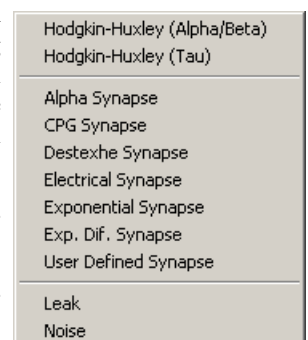 Hodgkin-Huxley (Alpha/Beta)
Hodgkin-Huxley (Tau)
Alpha Synapse
CPG Synapse
Destexhe Synapse
Electrical Synapse
Exponential Synapse
Exp. Dif. Synapse
User Defined Synapse
Leak
Noise